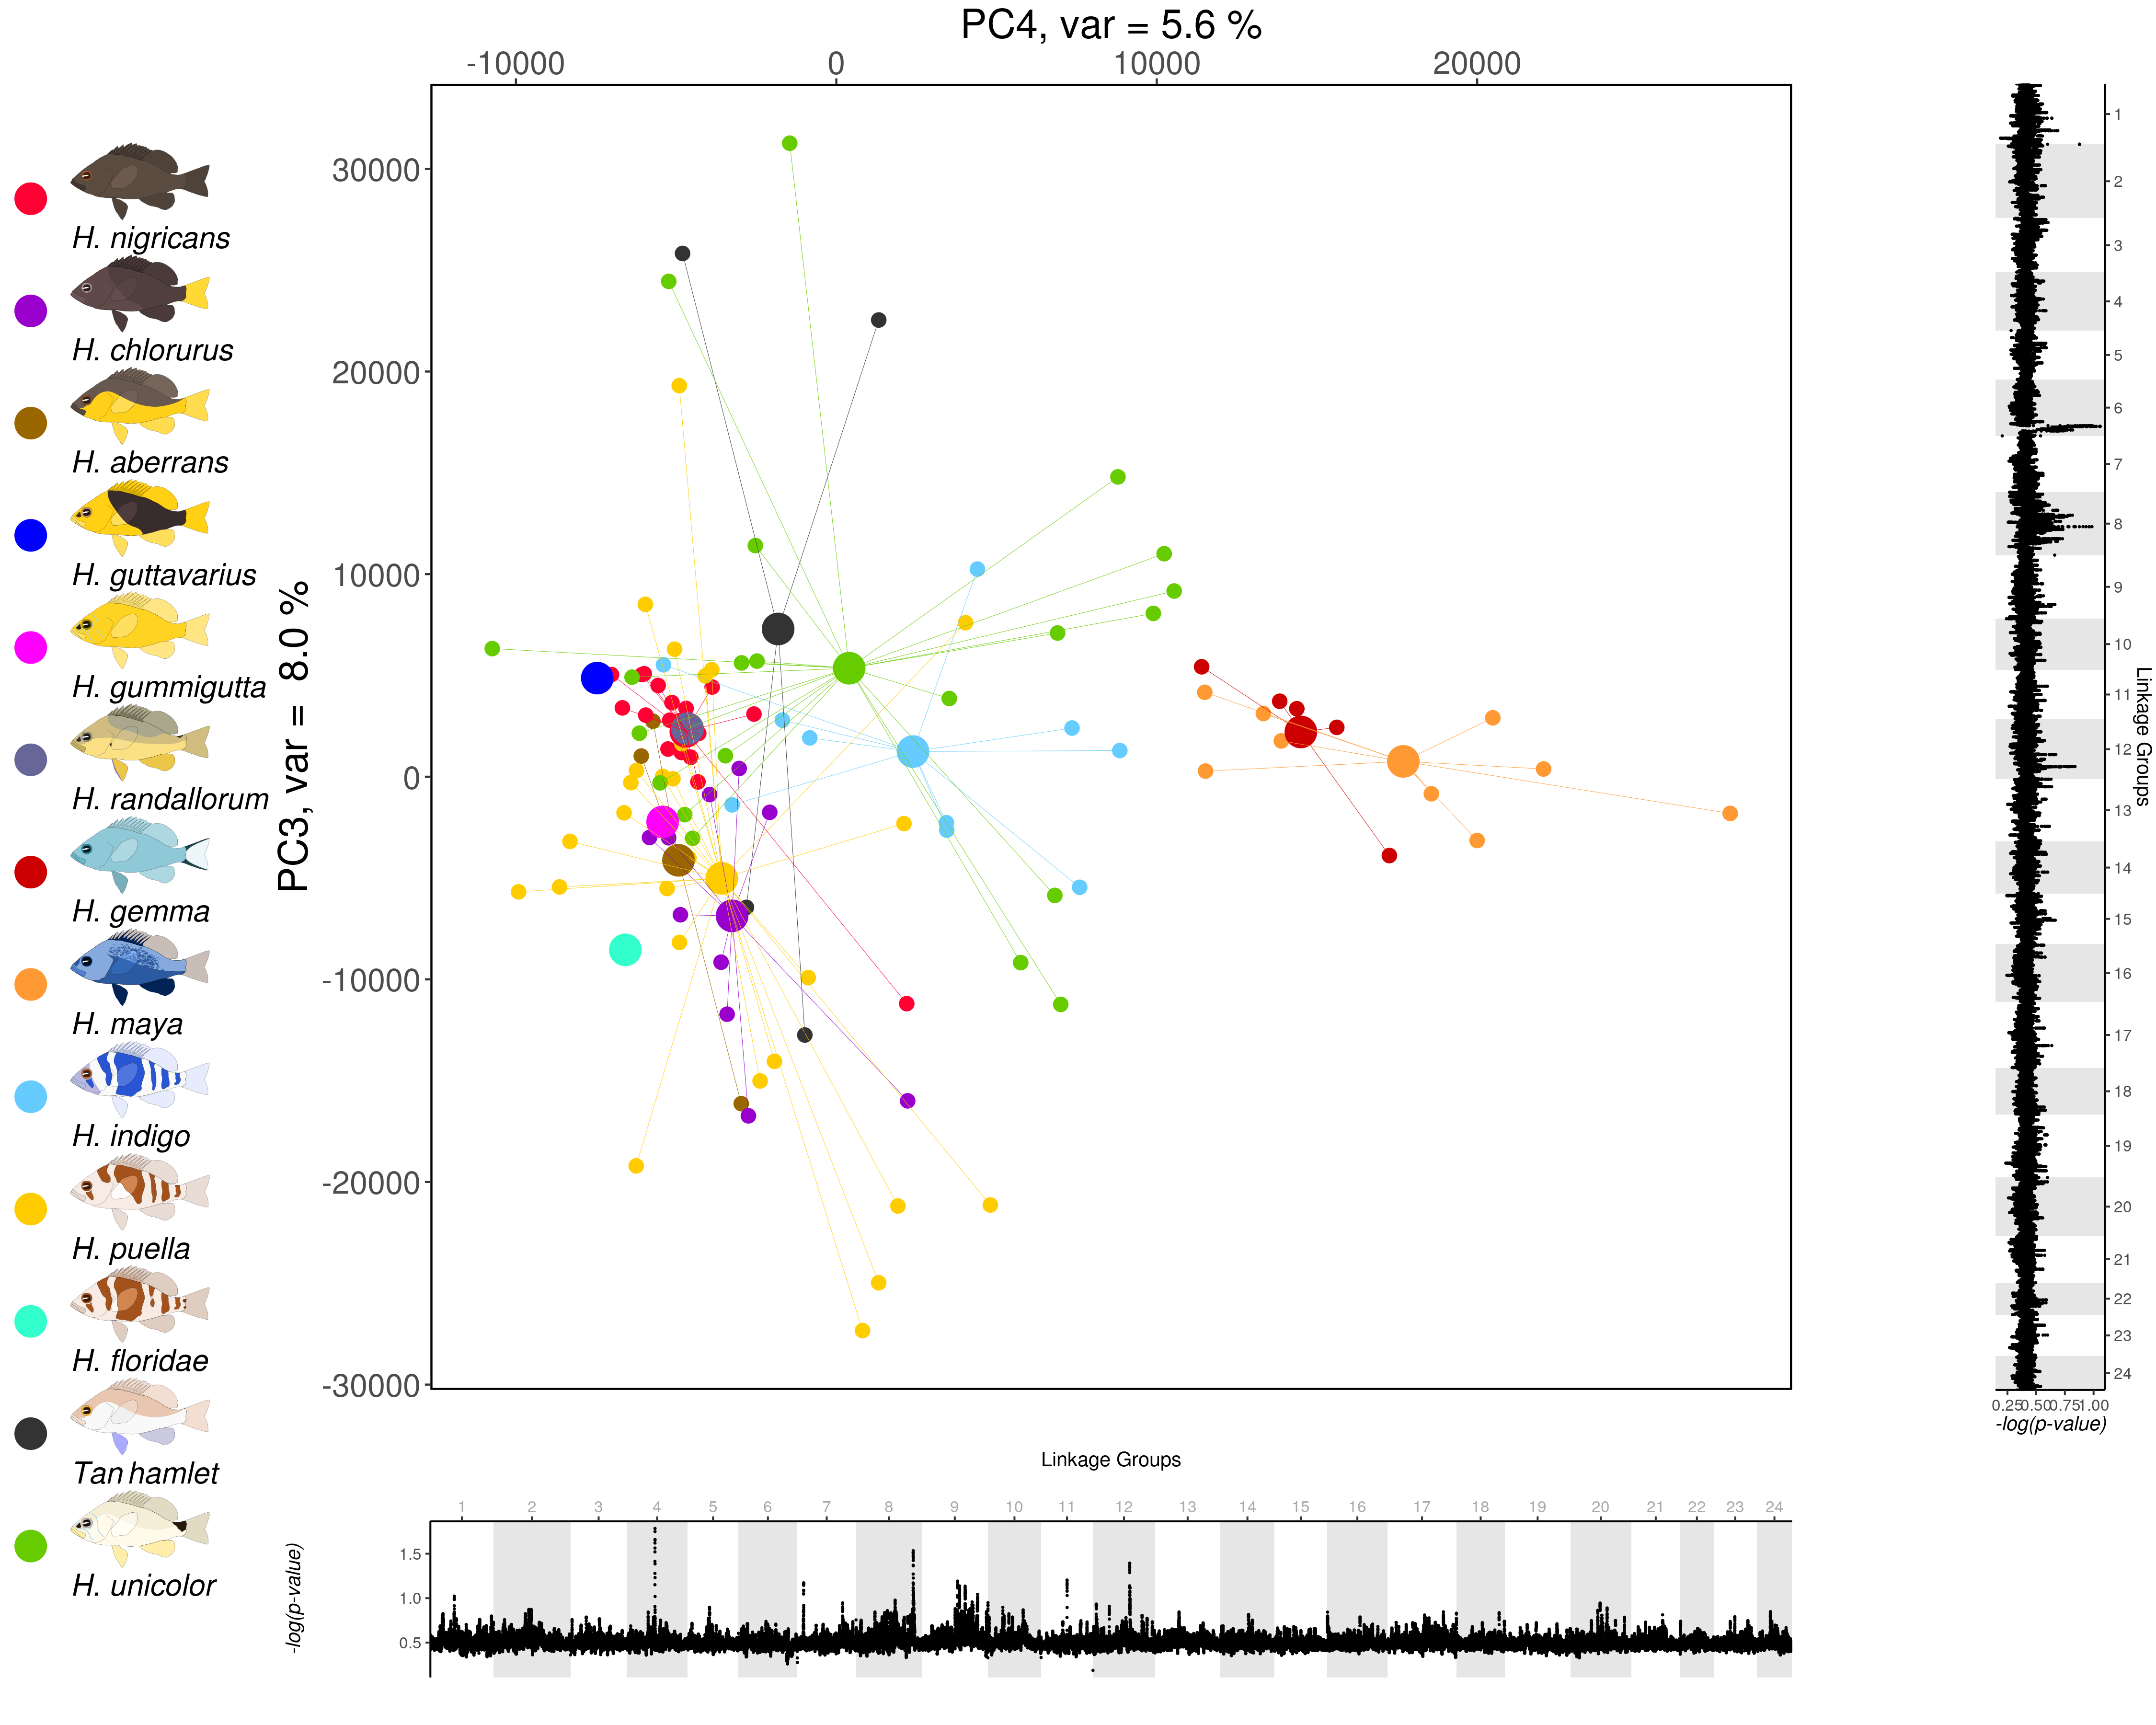 PC4, var = 5.6 %
-10000 0 10000 20000
PC3, var = 8.0 %
30000
20000
10000
0
-10000
-20000
-30000
H. nigricans
H. chlorurus
H. aberrans
H. guttavarius
H. gummigutta
H. randallorum
H. gemma
H. maya
H. indigo
H. puella
H. floridae
Tan hamlet
H. unicolor
1
2
3
4
5
6
7
8
9
10
11
12
13
14
15
16
17
18
19
20
21
22
23
24
Linkage Groups
0.25 0.50 0.75 1.00
-log(p-value)
Linkage Groups
1 2 3 4 5 6 7 8 9 10 11 12 13 14 15 16 17 18 19 20 21 22 23 24
-log(p-value)
1.5
1.0
0.5